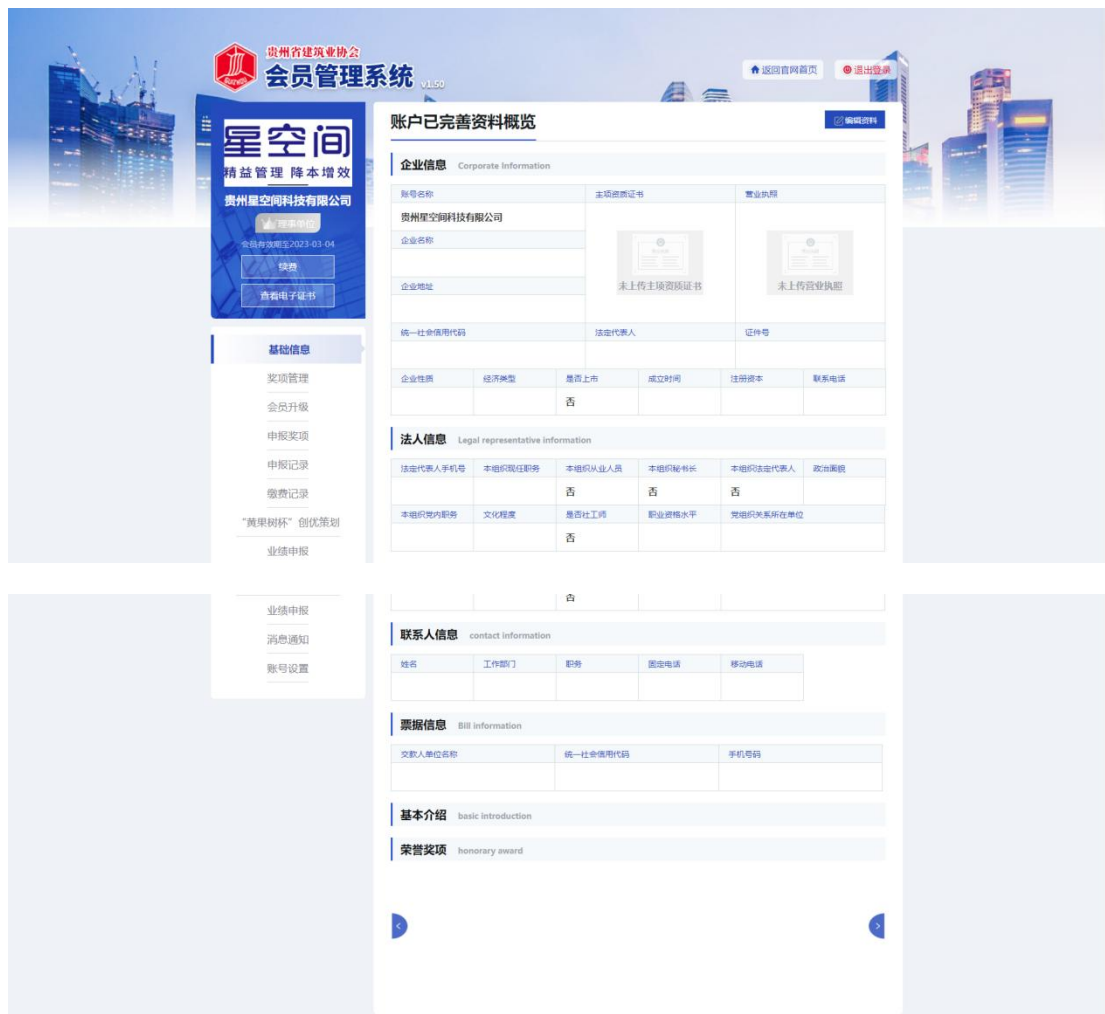 贵州省建筑业协会
会员管理系统 v1.50
返回官网首页 退出登录
星空间
精益管理 降本增效
贵州星空间科技有限公司
理事单位
会员有效期至2023-03-04
续费
查看电子证书
基础信息
奖项管理
会员升级
申报奖项
申报记录
缴费记录
“黄果树杯”创优策划
业绩申报
账户已完善资料概览 编辑资料
企业信息 Corporate Information
账号名称 主项资质证书 营业执照
贵州星空间科技有限公司
企业名称
未上传主项资质证书 未上传营业执照
企业地址
统一社会信用代码 法定代表人 证件号
企业性质 经济类型 是否上市 成立时间 注册资本 联系电话
否
法人信息 Legal representative information
法定代表人手机号 本组织现任职务 本组织从业人员 本组织秘书长 本组织法定代表人 政治面貌
否 否 否
本组织党内职务 文化程度 是否社工师 职业资格水平 党组织关系所在单位
否
业绩申报
消息通知
账号设置
否
联系人信息 contact information
姓名 工作部门 职务 固定电话 移动电话
票据信息 Bill information
交款人单位名称 统一社会信用代码 手机号码
基本介绍 basic introduction
荣誉奖项 honorary award